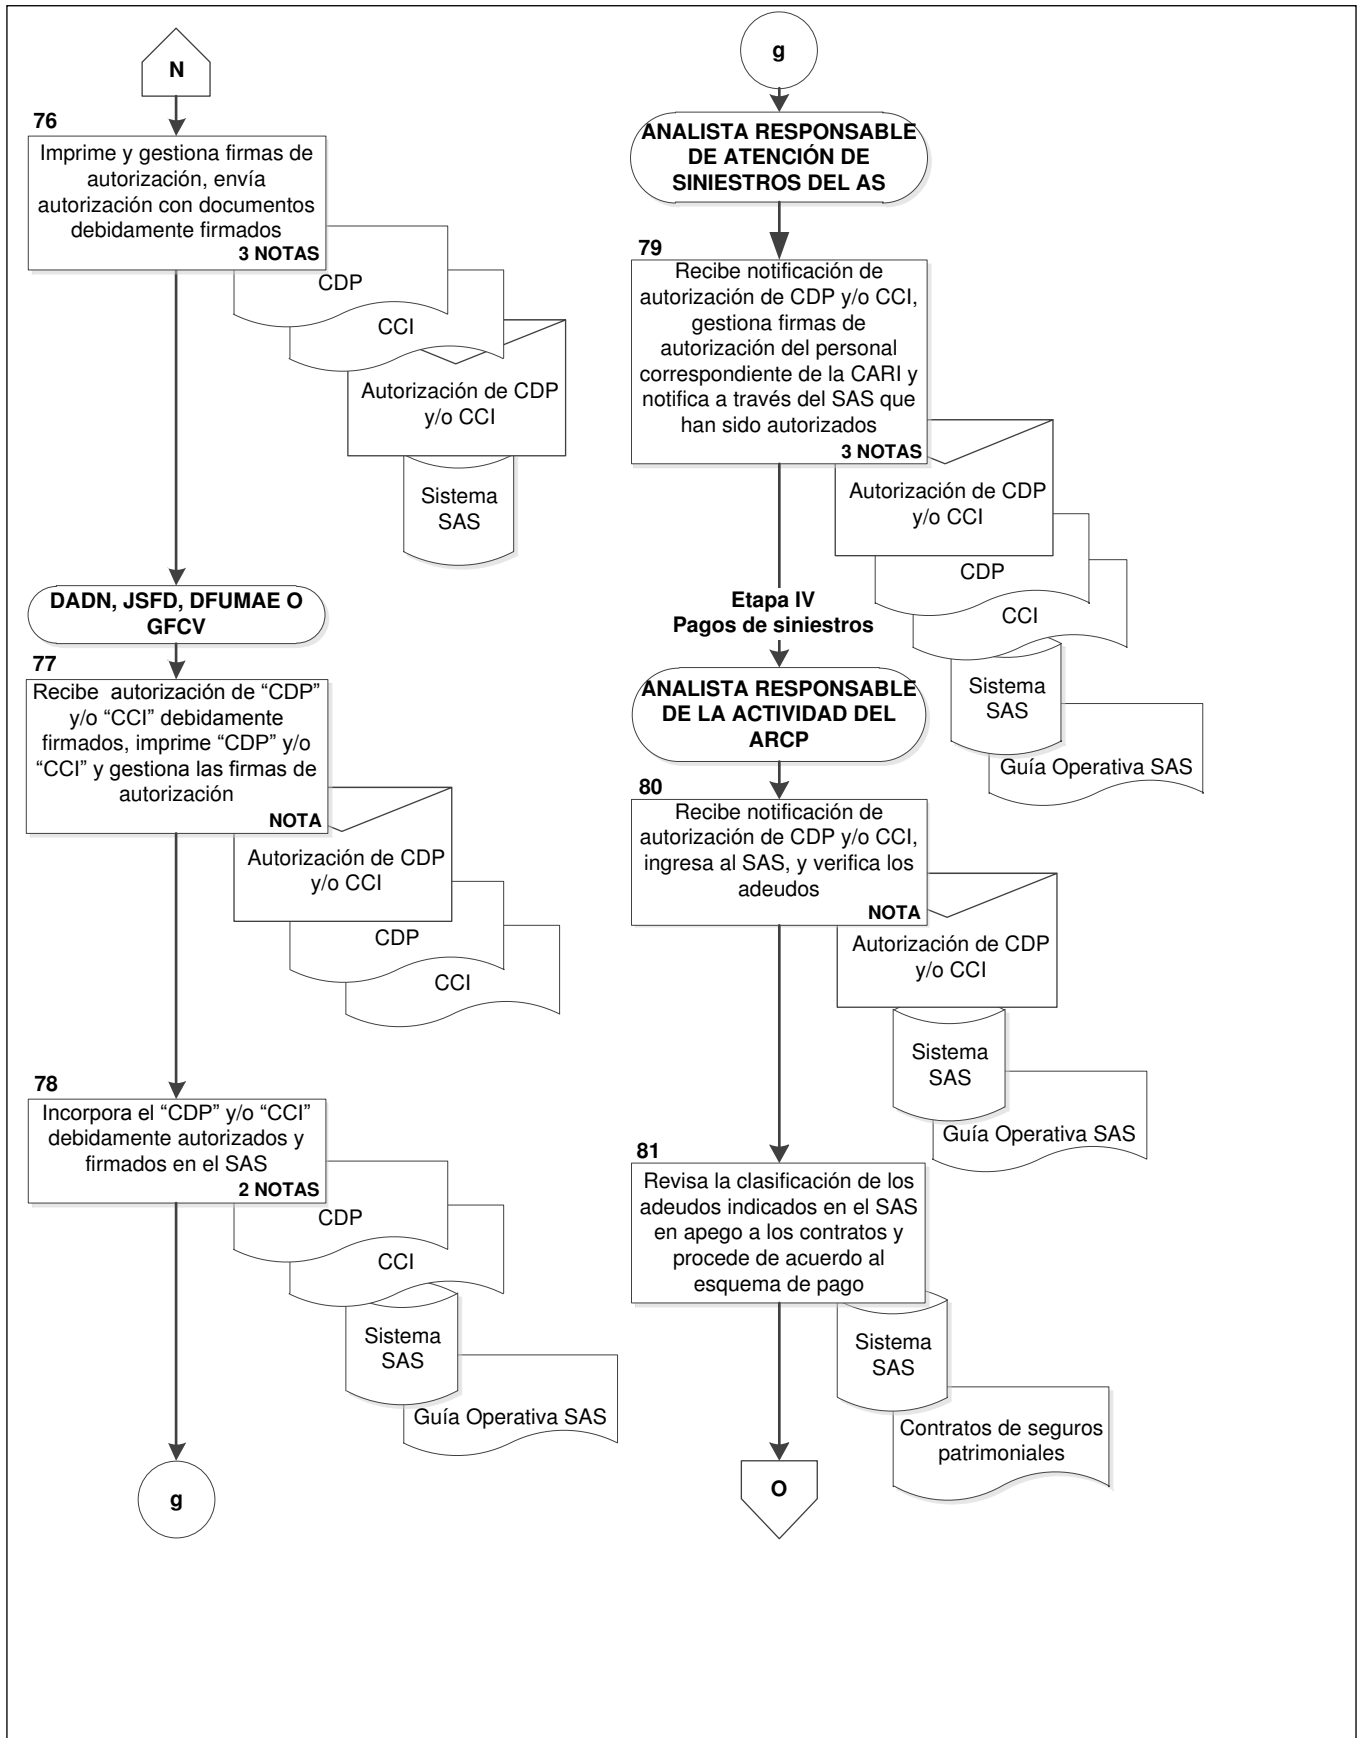 N
76
Imprime y gestiona firmas de
autorización, envía
autorización con documentos
debidamente firmados
3 NOTAS
CDP
CCI
Autorización de CDP
y/o CCI
Sistema
SAS
DADN, JSFD, DFUMAE O
GFCV
77
Recibe autorización de “CDP”
y/o “CCI” debidamente
firmados, imprime “CDP” y/o
“CCI” y gestiona las firmas de
autorización
NOTA
Autorización de CDP
y/o CCI
CDP
CCI
78
Incorpora el “CDP” y/o “CCI”
debidamente autorizados y
firmados en el SAS
2 NOTAS
CDP
CCI
Sistema
SAS
Guía Operativa SAS
g
g
ANALISTA RESPONSABLE
DE ATENCIÓN DE
SINIESTROS DEL AS
79
Recibe notificación de
autorización de CDP y/o CCI,
gestiona firmas de
autorización del personal
correspondiente de la CARI y
notifica a través del SAS que
han sido autorizados
3 NOTAS
Autorización de CDP
y/o CCI
CDP
CCI
Sistema
SAS
Guía Operativa SAS
Etapa IV
Pagos de siniestros
ANALISTA RESPONSABLE
DE LA ACTIVIDAD DEL
ARCP
80
Recibe notificación de
autorización de CDP y/o CCI,
ingresa al SAS, y verifica los
adeudos
NOTA
Autorización de CDP
y/o CCI
Sistema
SAS
Guía Operativa SAS
81
Revisa la clasificación de los
adeudos indicados en el SAS
en apego a los contratos y
procede de acuerdo al
esquema de pago
Sistema
SAS
Contratos de seguros
patrimoniales
O